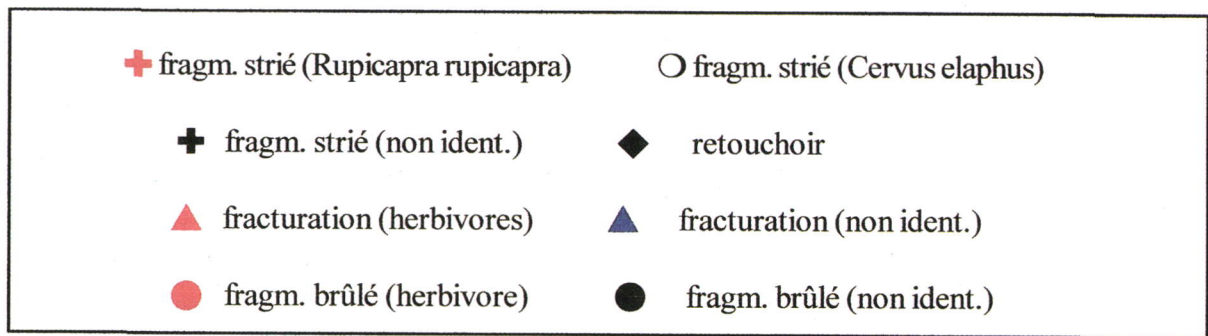 fragm. strié (Rupicapra rupicapra) fragm. strié (Cervus elaphus)
fragm. strié (non ident.) retouchoir
fracturation (herbivores) fracturation (non ident.)
fragm. brûlé (herbivore) fragm. brûlé (non ident.)